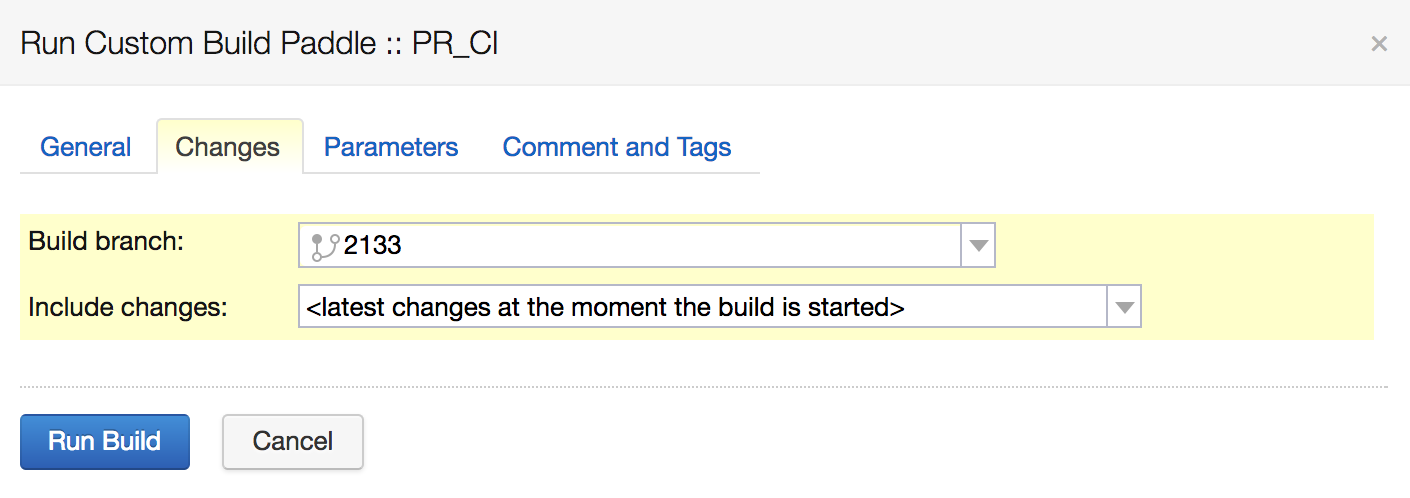 Run Custom Build Paddle :: PR_CI
General Changes Parameters Comment and Tags
Build branch: 2133
Include changes: <latest changes at the moment the build is started>
Run Build Cancel